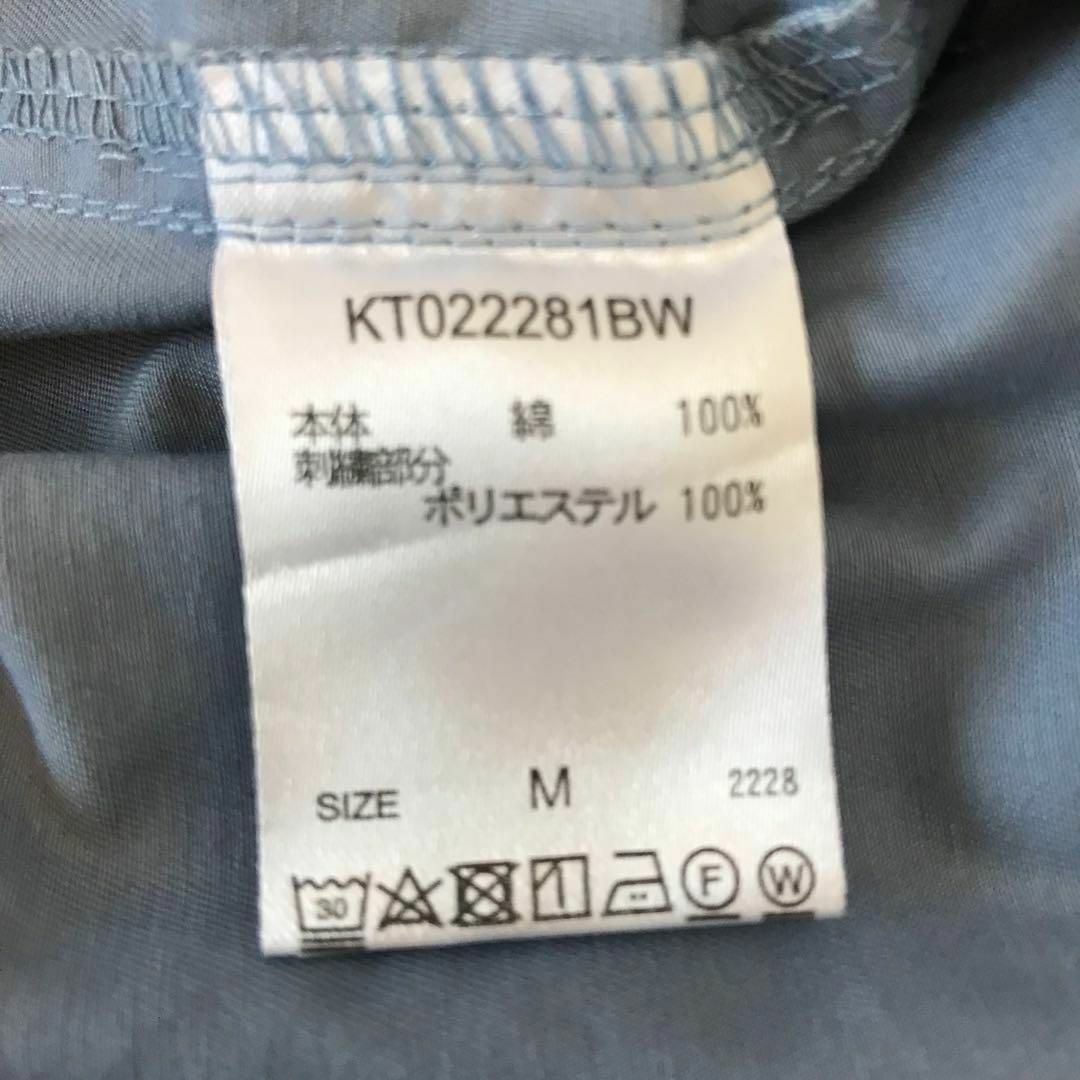 KT022281BW
本体 綿 100%
刺繍部分
ポリエステル 100%
SIZE M 2228
30 F W